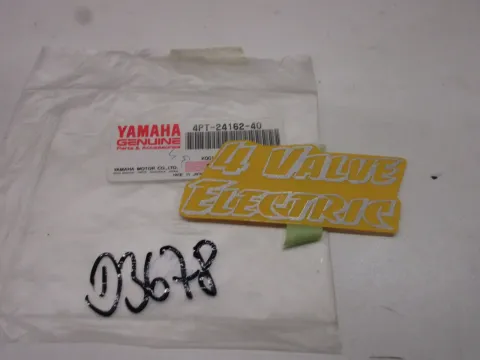 YAMAHA
GENUINE
Parts & Accessories
4PT-24162-40
YAMAHA MOTOR CO., LTD.
4 VALVE
ELECTRIC
D3678